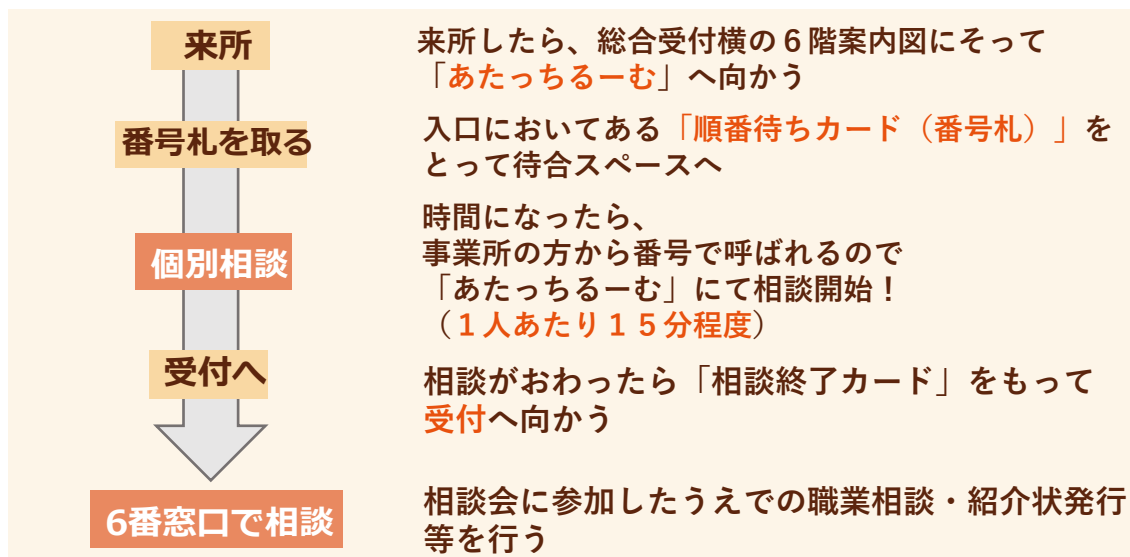 来所
来所したら、総合受付横の６階案内図にそって
「あたっちるーむ」へ向かう
番号札を取る
入口においてある「順番待ちカード（番号札）」を
とって待合スペースへ
個別相談
時間になったら、
事業所の方から番号で呼ばれるので
「あたっちるーむ」にて相談開始！
（１人あたり１５分程度）
受付へ
相談がおわったら「相談終了カード」をもって
受付へ向かう
6番窓口で相談
相談会に参加したうえでの職業相談・紹介状発行
等を行う